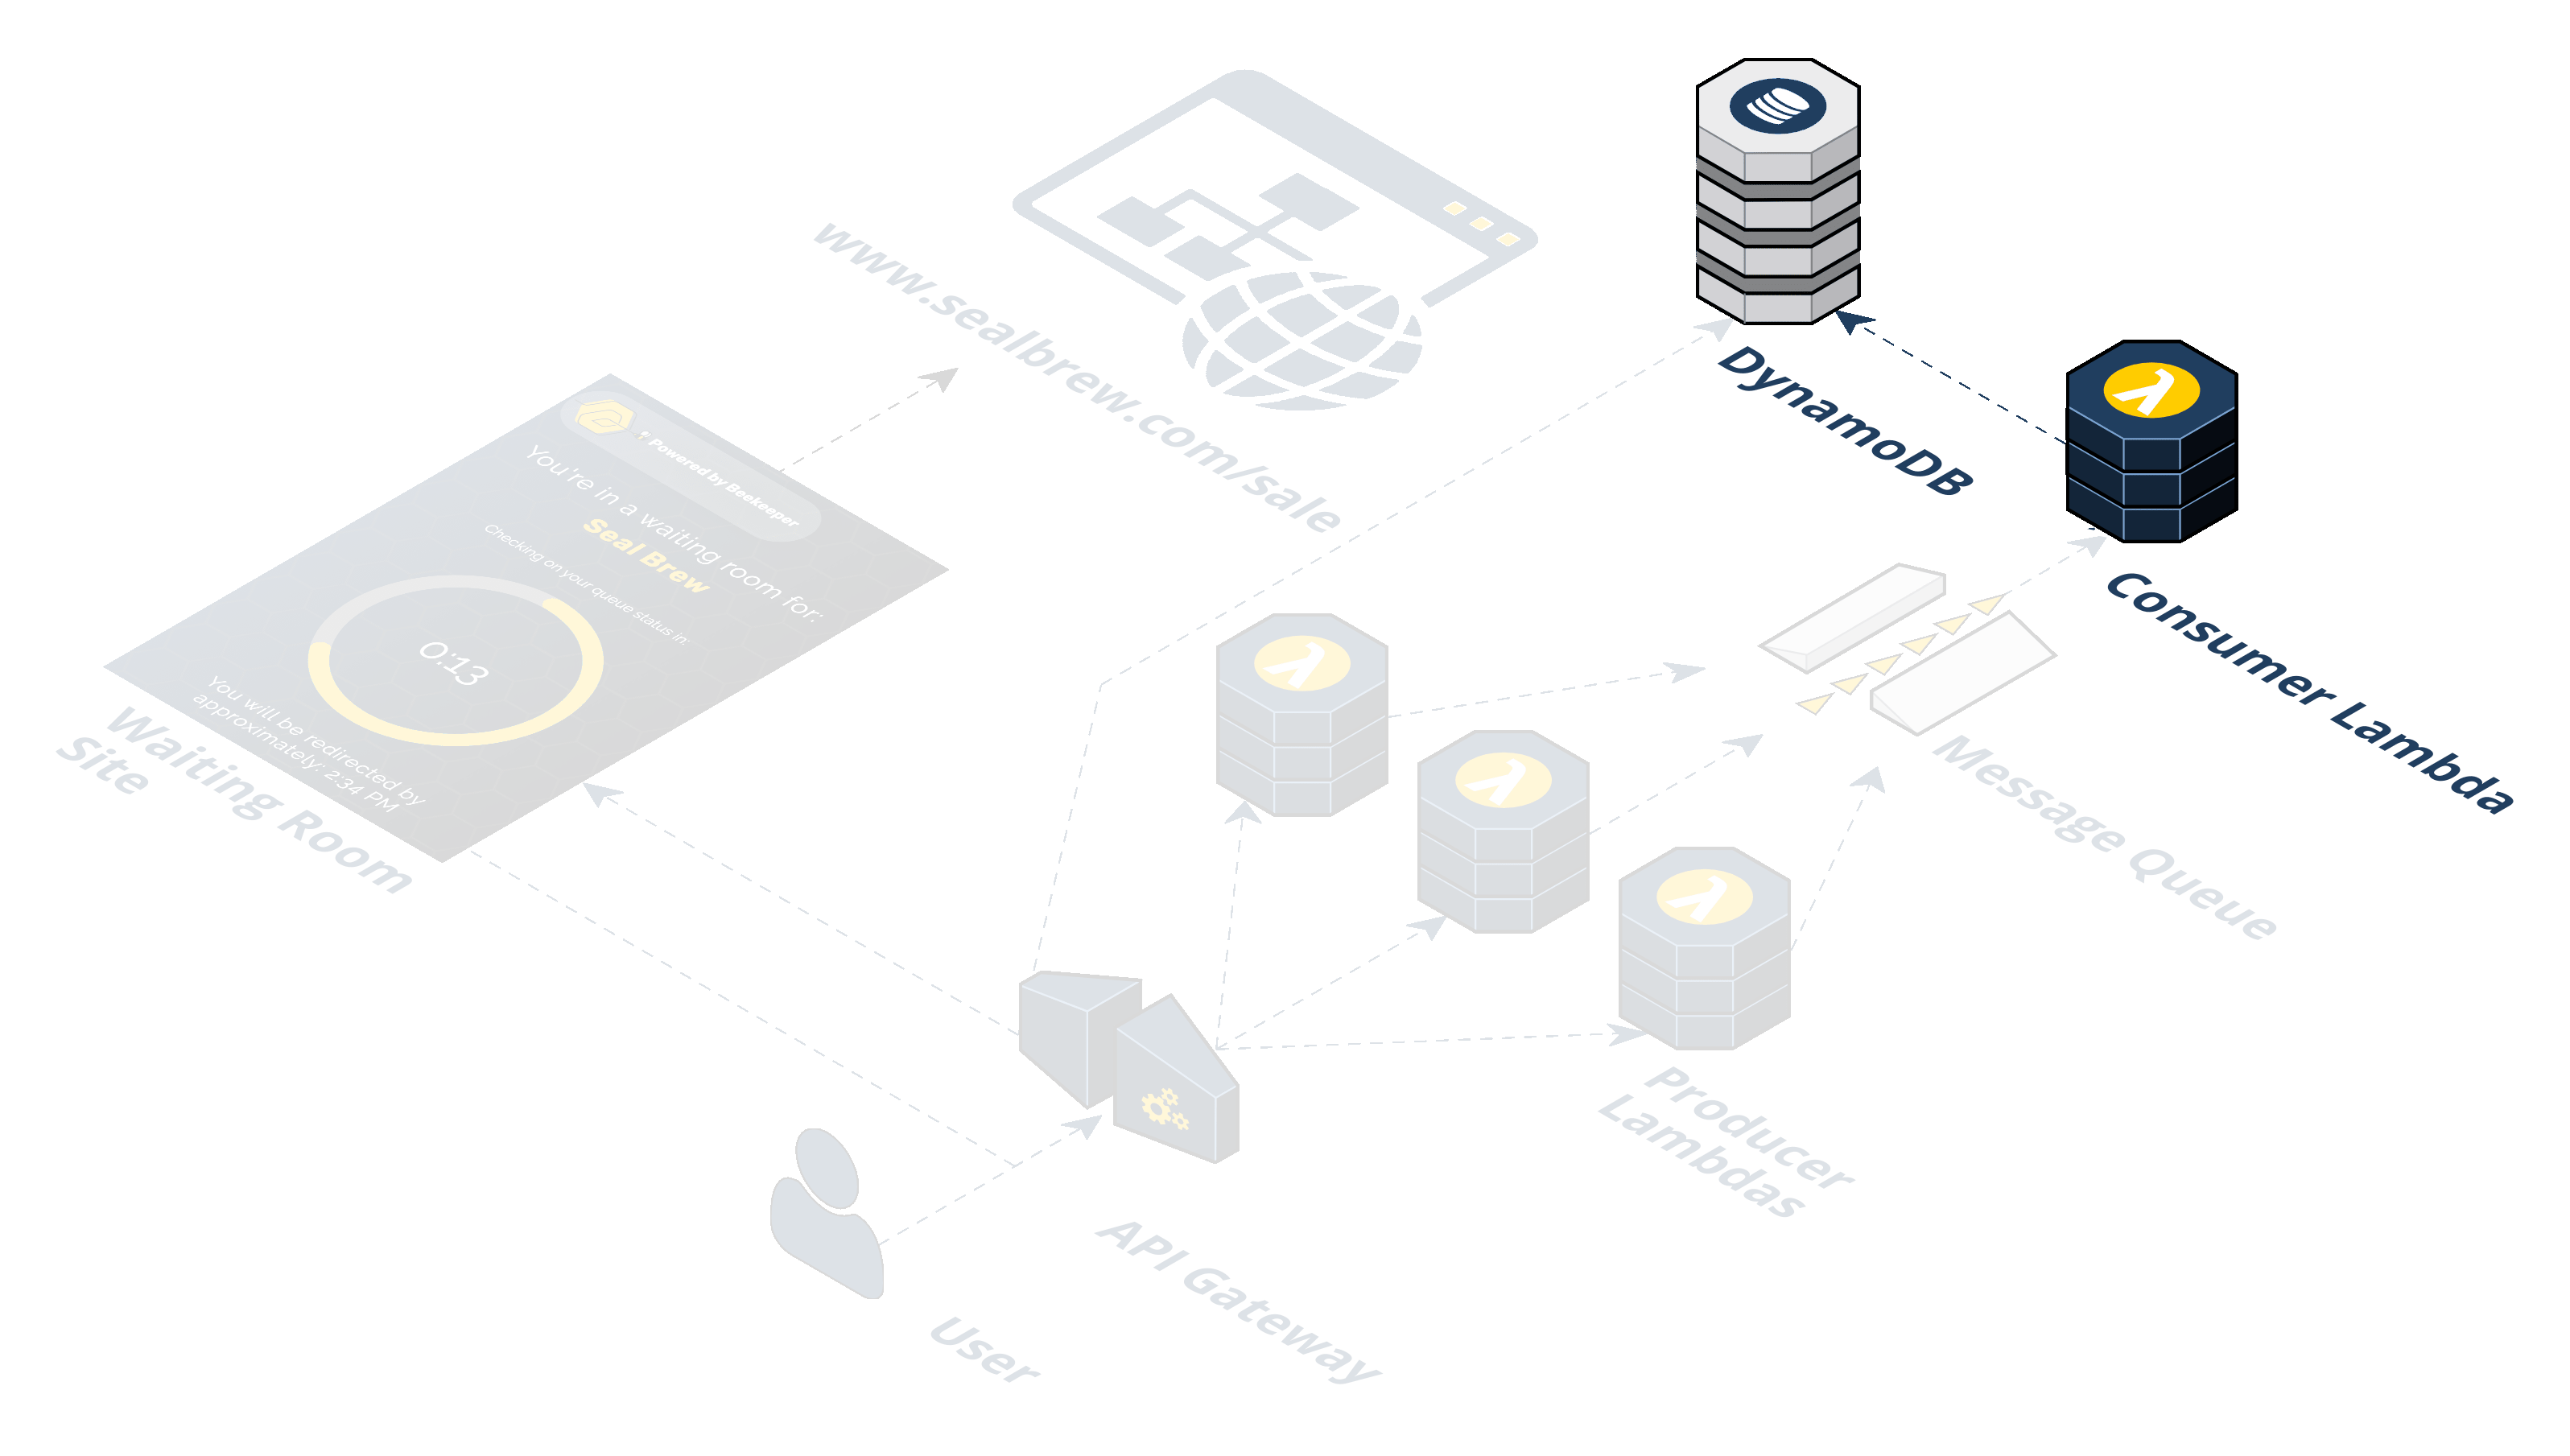 www.sealbrew.com/sale
DynamoDB
Consumer Lambda
Powered by Beekeeper
You're in a waiting room for:
Seal Brew
Checking on your queue status in:
0:13
You will be redirected by
approximately: 2:34 PM
Waiting Room
Site
Message Queue
Producer
Lambdas
API Gateway
User